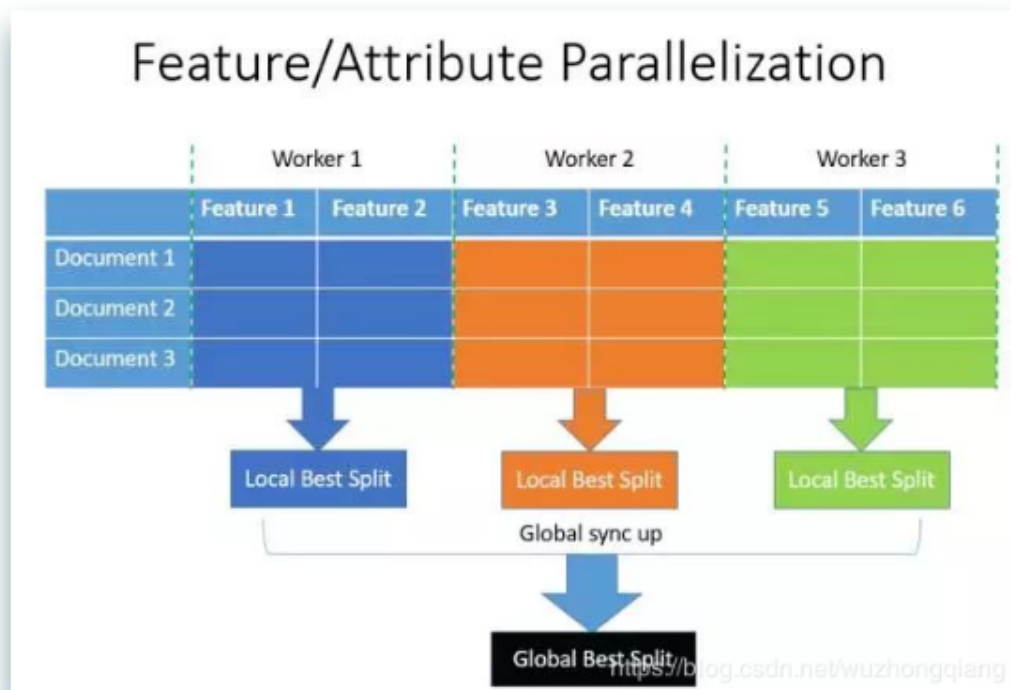 Feature/Attribute Parallelization
Worker 1 Worker 2 Worker 3
Feature 1 Feature 2 Feature 3 Feature 4 Feature 5 Feature 6
Document 1
Document 2
Document 3
Local Best Split Local Best Split Local Best Split
Global sync up
Global Best Split
https://blog.csdn.net/wuzhongqiang